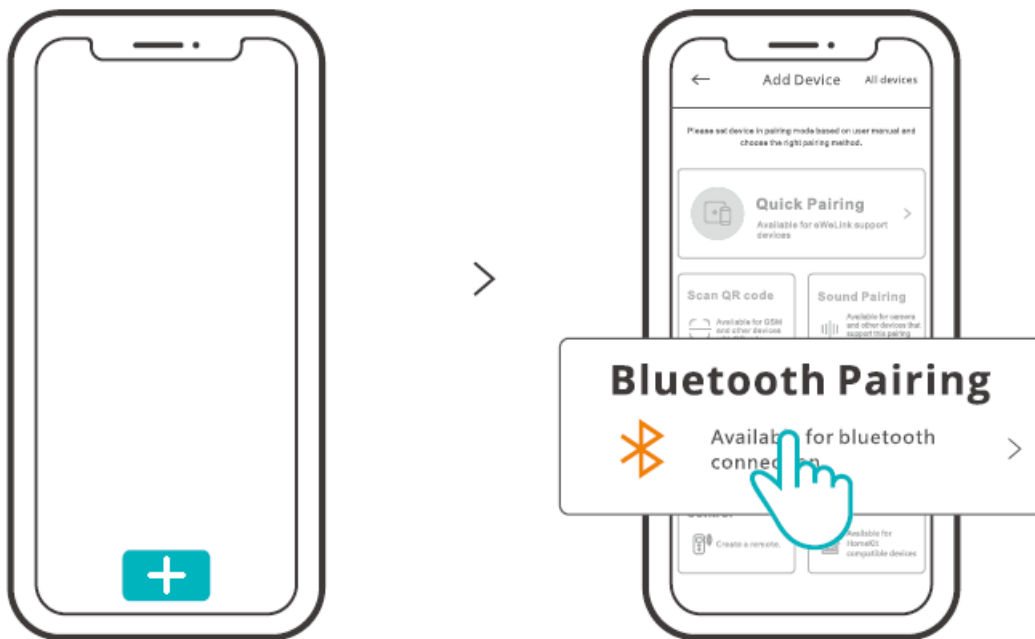 Add Device
All devices
Please set device in pairing mode based on user manual and
choose the right pairing method.
Quick Pairing
Available for eWeLink support
devices
Scan QR code
Sound Pairing
Available for GSM
and other devices
Available for camera
and other devices that
support this pairing
Bluetooth Pairing
Available for bluetooth
connection
Create a remote.
Available for
HomeKit
compatible devices